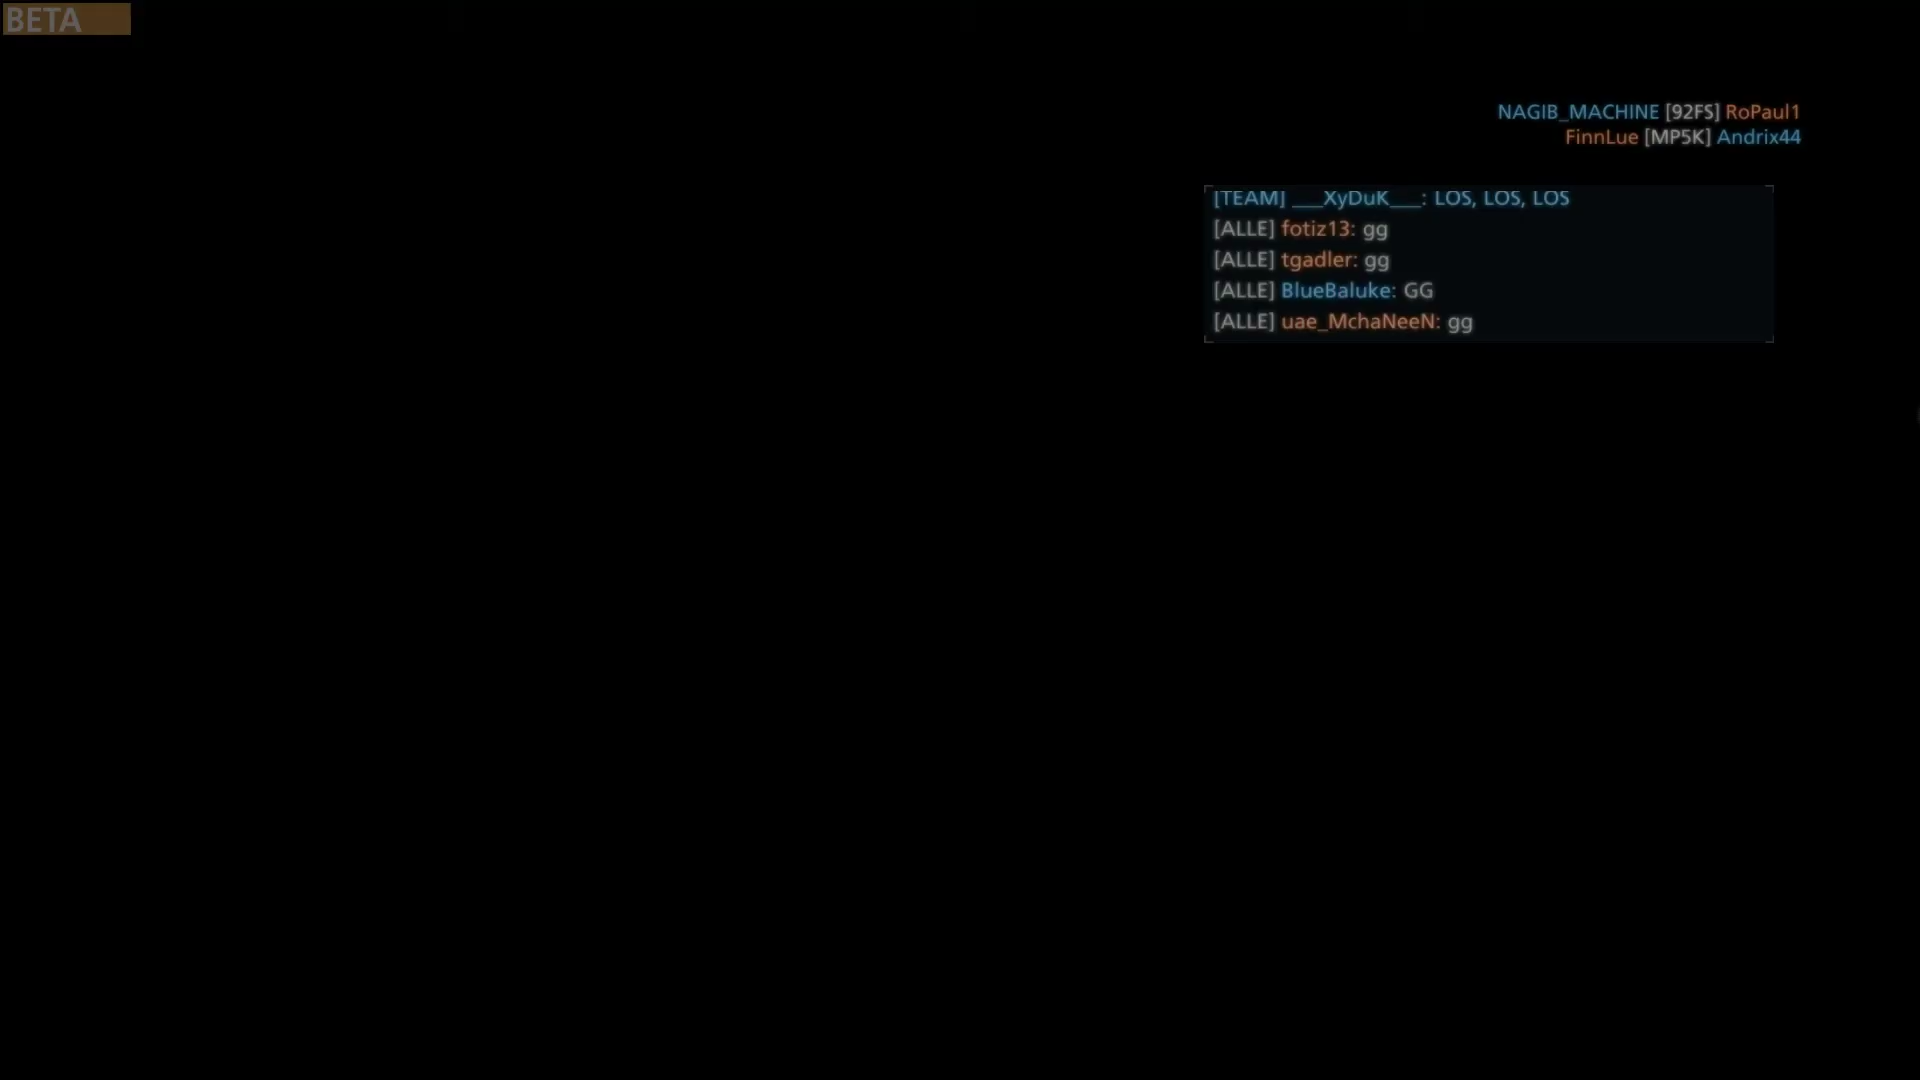 BETA
NAGIB_MACHINE [92FS] RoPaul1
FinnLue [MP5K] Andrix44
[TEAM] ___XyDuK___: LOS, LOS, LOS
[ALLE] fotiz13: gg
[ALLE] tgadler: gg
[ALLE] BlueBaluke: GG
[ALLE] uae_MchaNeeN: gg